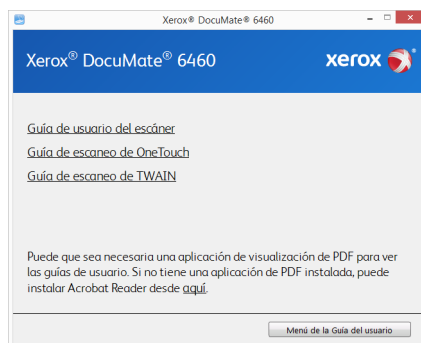 Xerox® DocuMate® 6460
Xerox® DocuMate® 6460
xerox
Guía de usuario del escáner
Guía de escaneo de OneTouch
Guía de escaneo de TWAIN
Puede que sea necesaria una aplicación de visualización de PDF para ver
las guías de usuario. Si no tiene una aplicación de PDF instalada, puede
instalar Acrobat Reader desde aquí.
Menú de la Guía del usuario